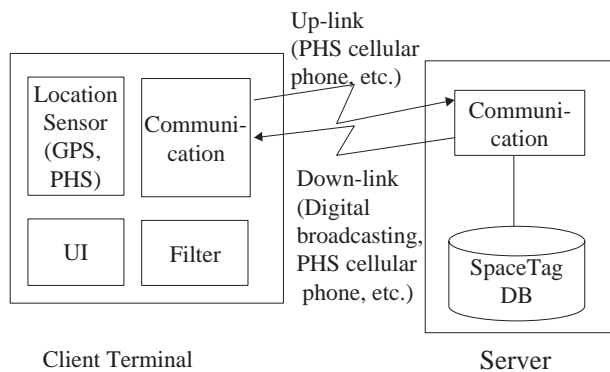 Up-link
(PHS cellular
phone, etc.)
Location
Sensor
(GPS,
PHS)
Communi-
cation
UI
Filter
Client Terminal
Down-link
(Digital
broadcasting,
PHS cellular
phone, etc.)
Communi-
cation
SpaceTag
DB
Server